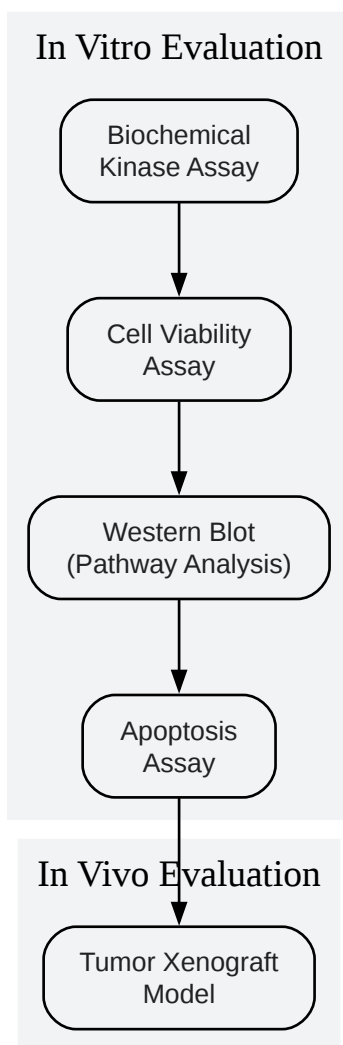 In Vitro Evaluation
Biochemical
Kinase Assay
Cell Viability
Assay
Western Blot
(Pathway Analysis)
Apoptosis
Assay
In Vivo Evaluation
Tumor Xenograft
Model